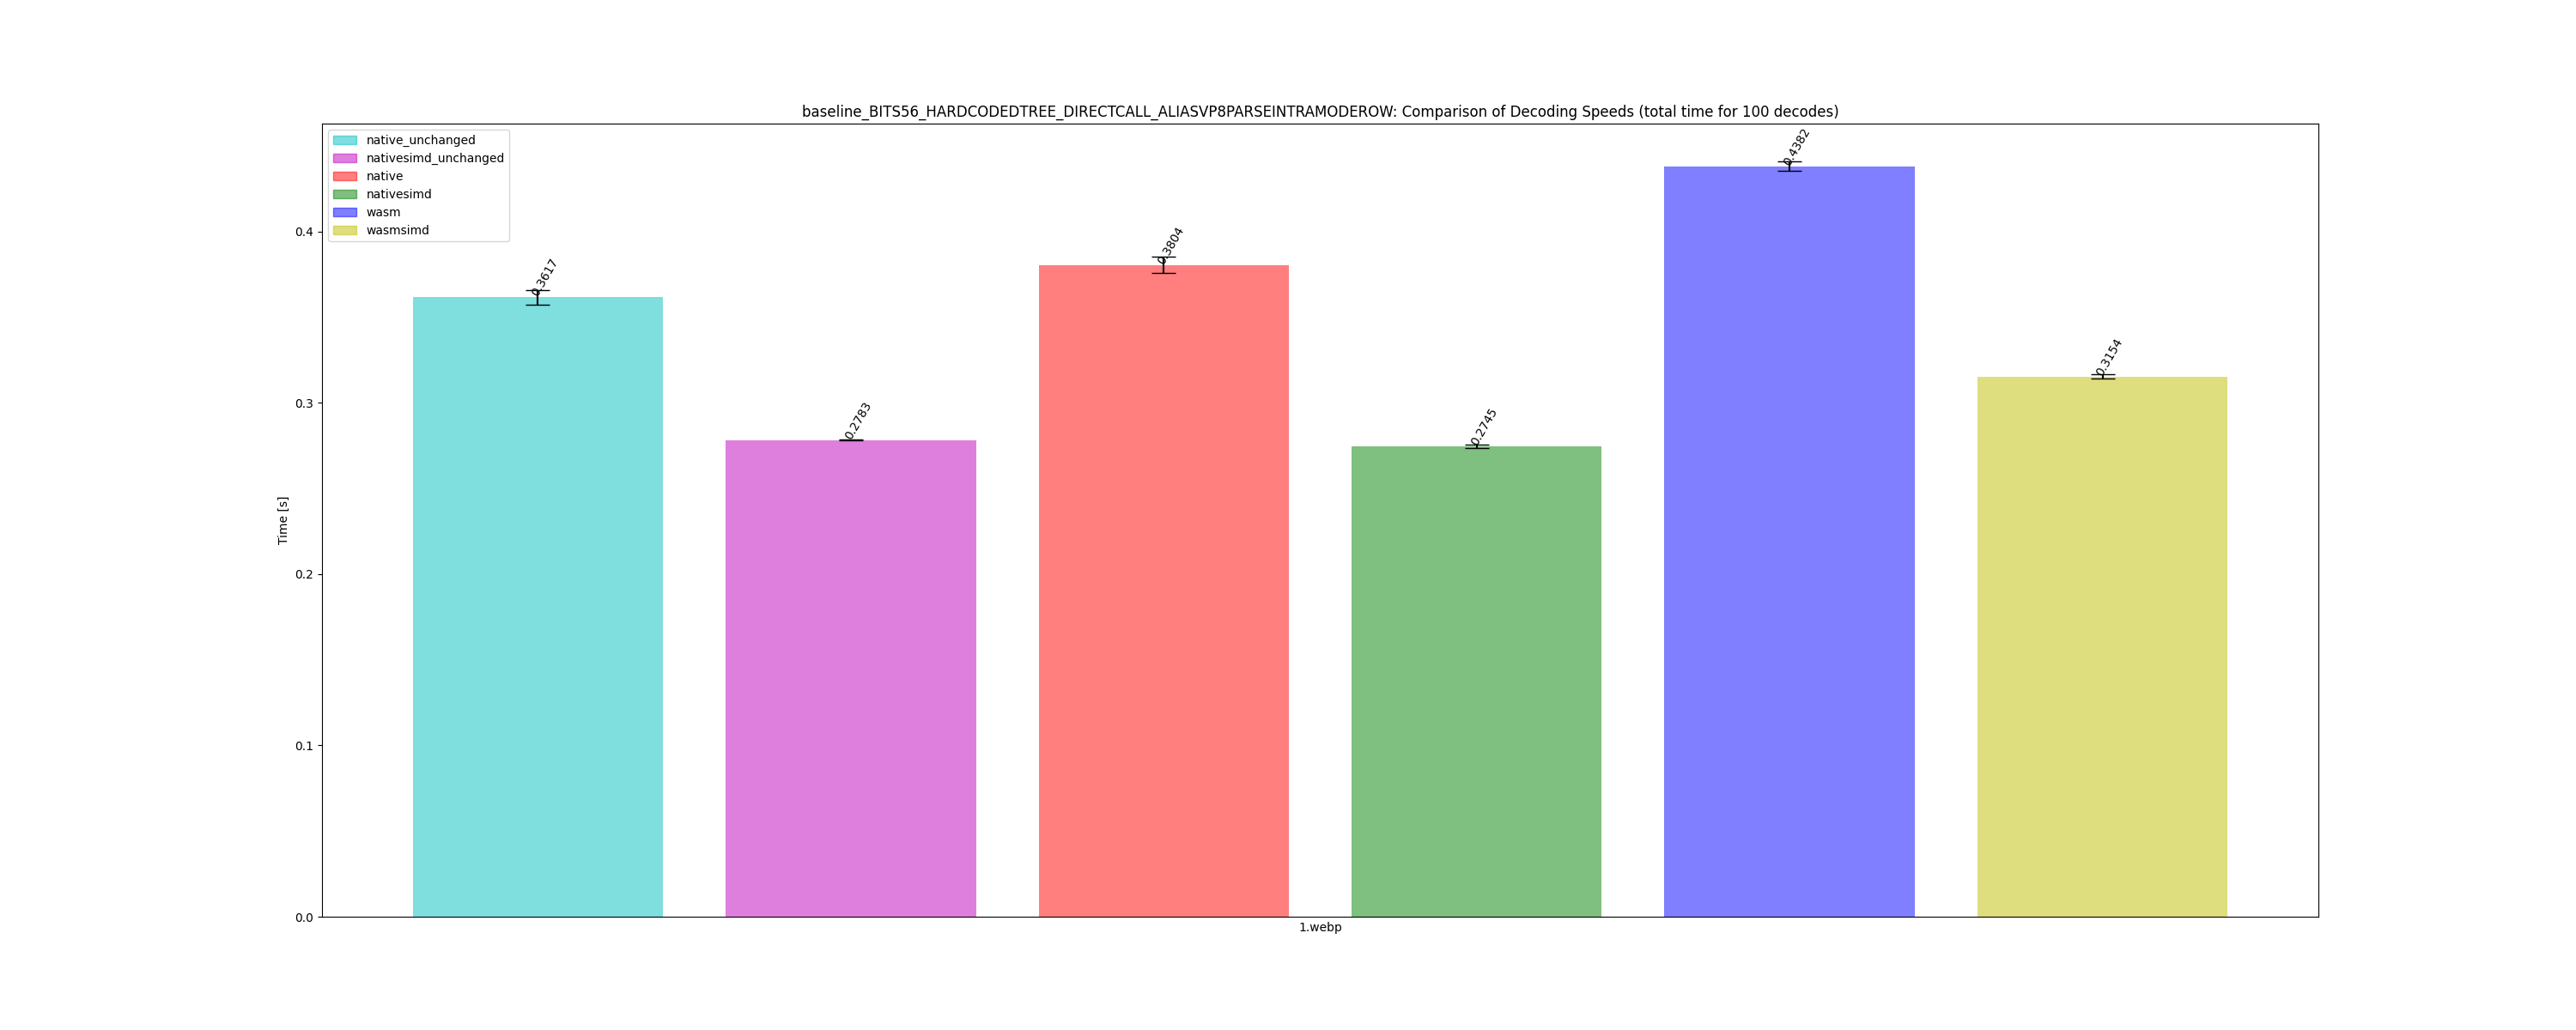 baseline_BITS56_HARDCODEDTREE_DIRECTCALL_ALIASVP8PARSEINTRAMODEROW: Comparison of Decoding Speeds (total time for 100 decodes)
native_unchanged
nativesimd_unchanged
native
nativesimd
wasm
wasmsimd
Time [s]
0.4
0.3
0.2
0.1
0.0
0.3617
0.2783
0.3804
0.2745
0.4382
0.3154
1.webp